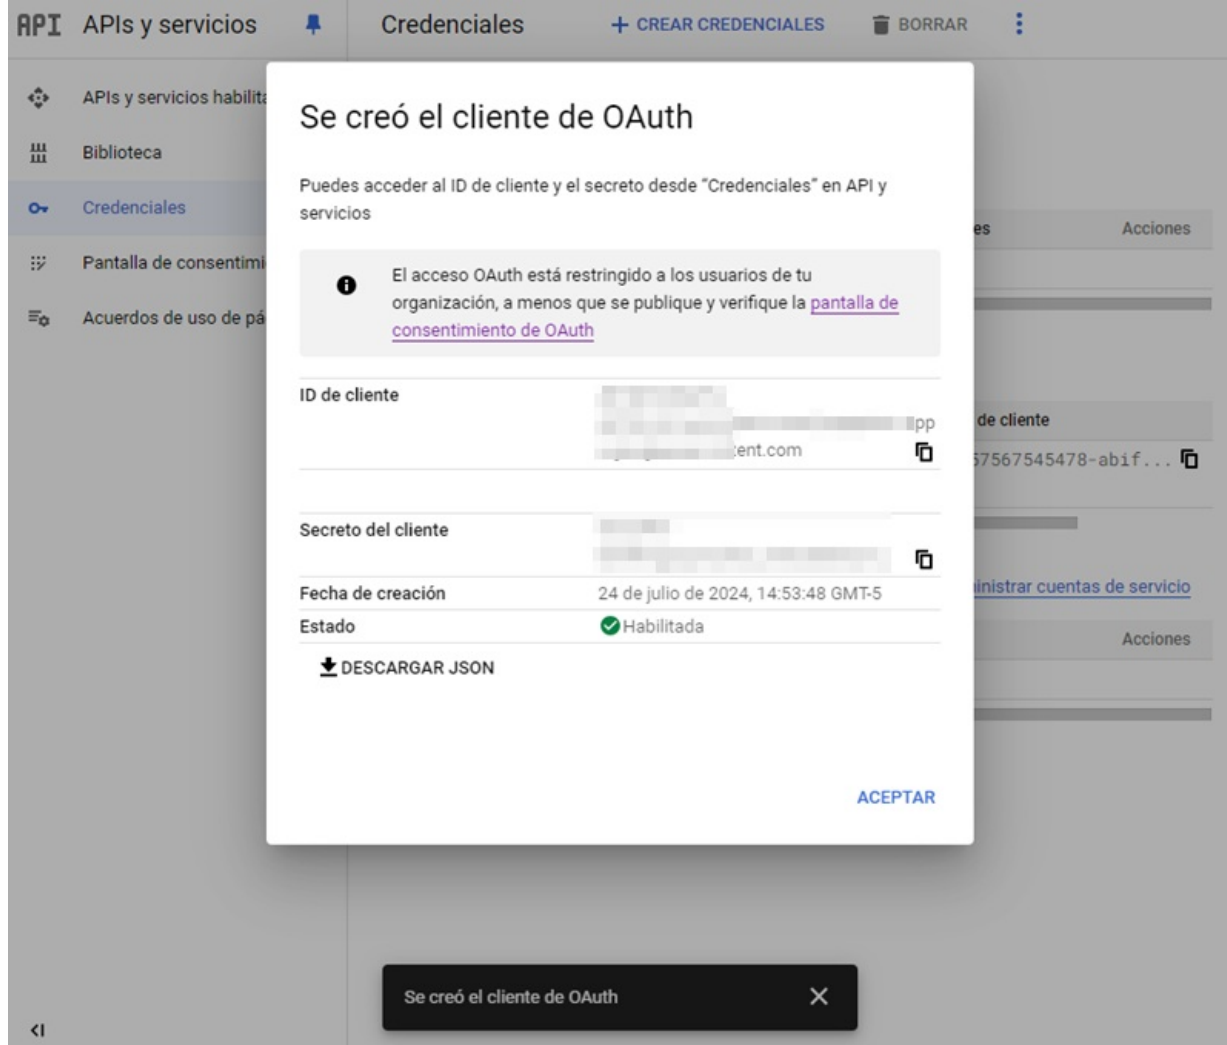 API APIs y servicios
Credenciales
+ CREAR CREDENCIALES
BORRAR
APIs y servicios habilita
Biblioteca
Credenciales
Pantalla de consentimi
Acuerdos de uso de pá
Se creó el cliente de OAuth
Puedes acceder al ID de cliente y el secreto desde “Credenciales” en API y
servicios
El acceso OAuth está restringido a los usuarios de tu
organización, a menos que se publique y verifique la pantalla de
consentimiento de OAuth
ID de cliente
pp
ent.com
Secreto del cliente
Fecha de creación 24 de julio de 2024, 14:53:48 GMT-5
Estado Habilitada
DESCARGAR JSON
ACEPTAR
es Acciones
de cliente
57567545478-abif...
inistrar cuentas de servicio
Acciones
Se creó el cliente de OAuth